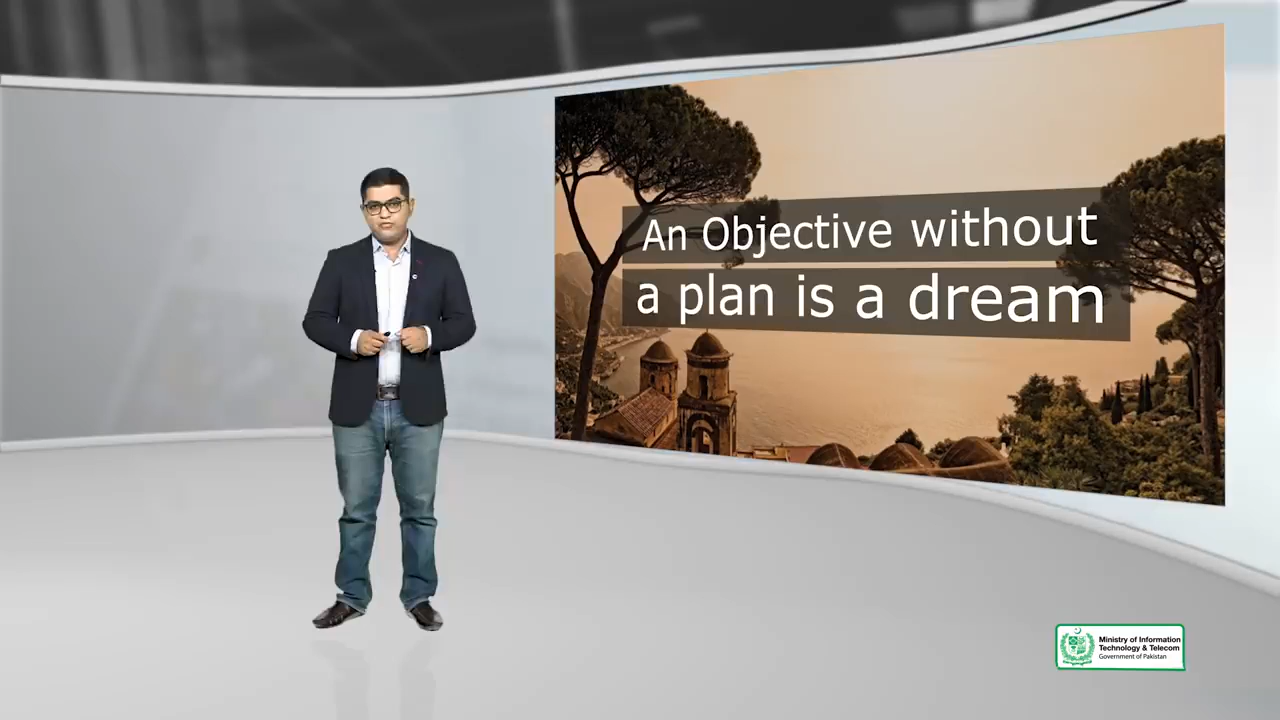 An Objective without
a plan is a dream
Ministry of Information
Technology & Telecom
Government of Pakistan